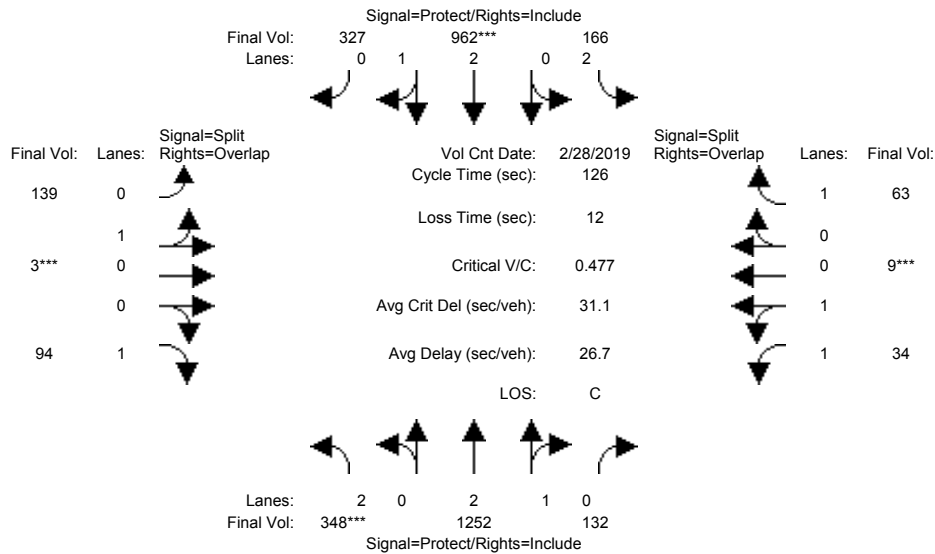 Signal=Protect/Rights=Include
Final Vol: 327 962*** 166
Lanes: 0 1 2 0 2
Signal=Split Signal=Split
Final Vol: Lanes: Rights=Overlap Vol Cnt Date: 2/28/2019 Rights=Overlap Lanes: Final Vol:
Cycle Time (sec): 126
139 0 1 63
Loss Time (sec): 12
1 0
3*** 0 Critical V/C: 0.477 0 9***
0 Avg Crit Del (sec/veh): 31.1 1
94 1 Avg Delay (sec/veh): 26.7 1 34
LOS: C
Lanes: 2 0 2 1 0
Final Vol: 348*** 1252 132
Signal=Protect/Rights=Include